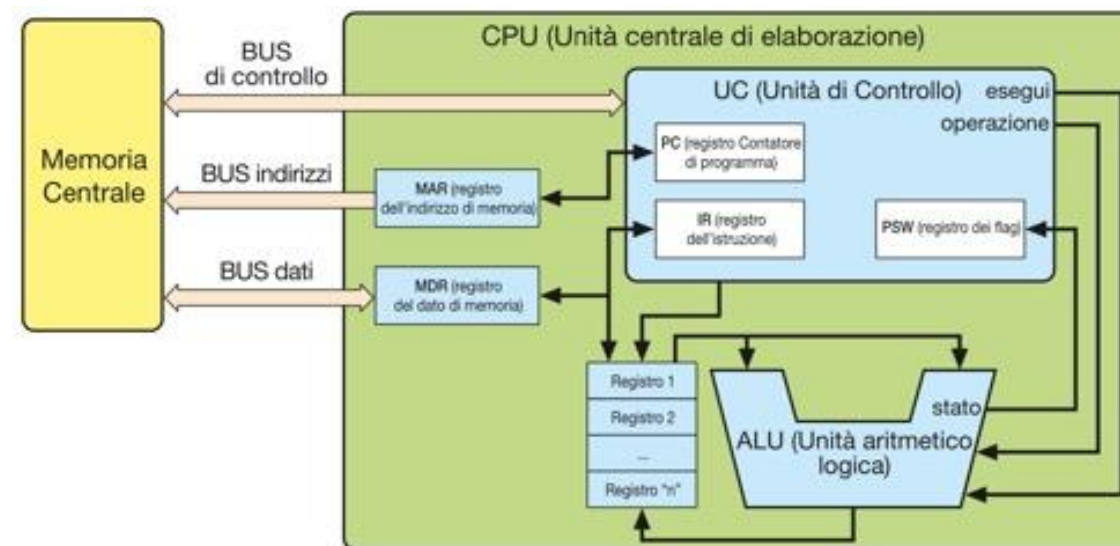 CPU (Unità centrale di elaborazione)
BUS
di controllo
UC (Unità di Controllo)
esegui
operazione
Memoria
Centrale
PC (registro Contatore
di programma)
BUS indirizzi
MAR (registro
dell'indirizzo di memoria)
IR (registro
dell'istruzione)
PSW (registro dei flag)
BUS dati
MDR (registro
del dato di memoria)
Registro 1
Registro 2
...
Registro "n"
stato
ALU (Unità aritmetico
logica)